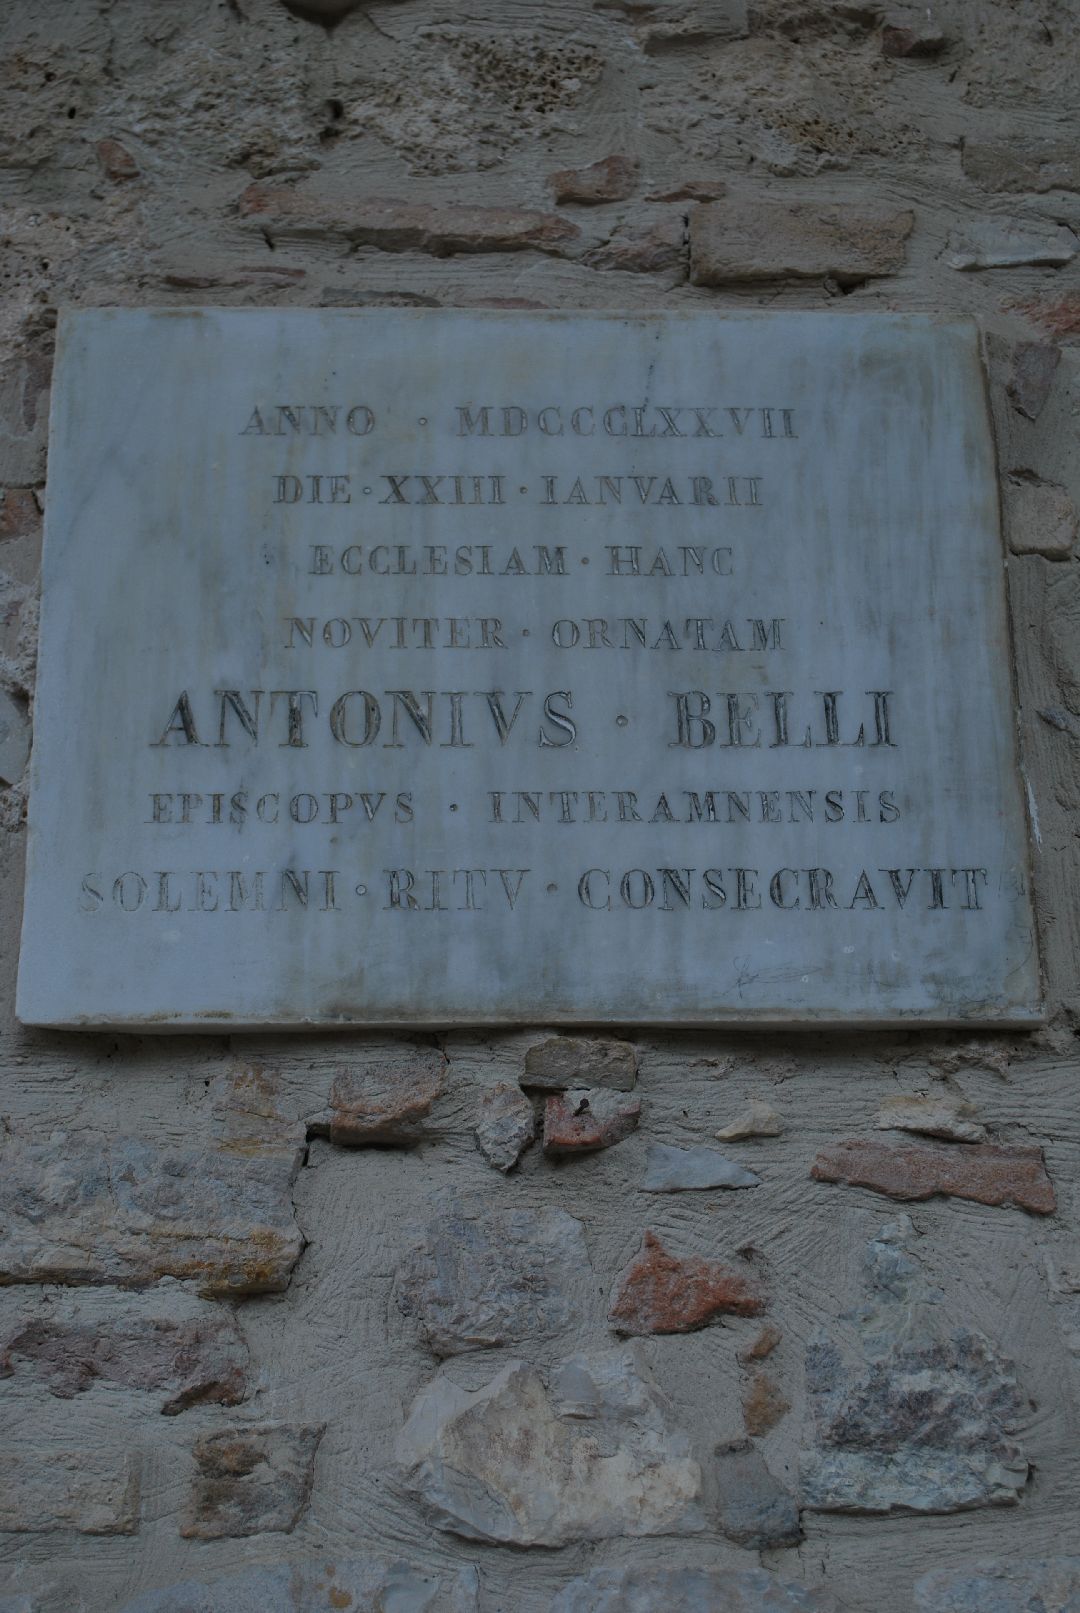 ANNO · MDCCCLXXVII
DIE · XXIII · IANVARII
ECCLESIAM · HANC
NOVITER · ORNATAM
ANTONIVS · BELLI
EPISCOPVS · INTERAMNENSIS
SOLEMNI · RITV · CONSECRAVIT